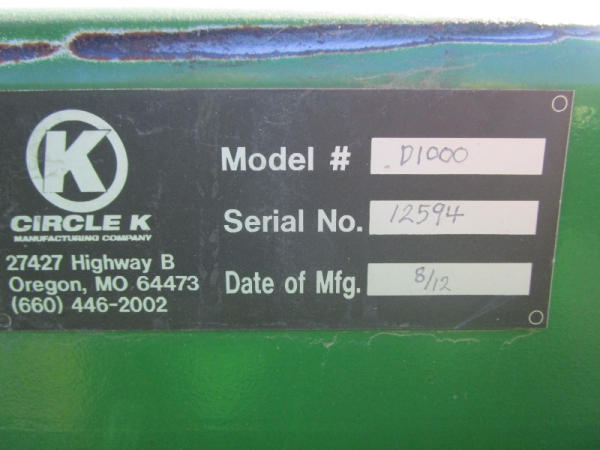 K
CIRCLE K
MANUFACTURING COMPANY
27427 Highway B
Oregon, MO 64473
(660) 446-2002
Model # D1000
Serial No. 12594
Date of Mfg. 8/12